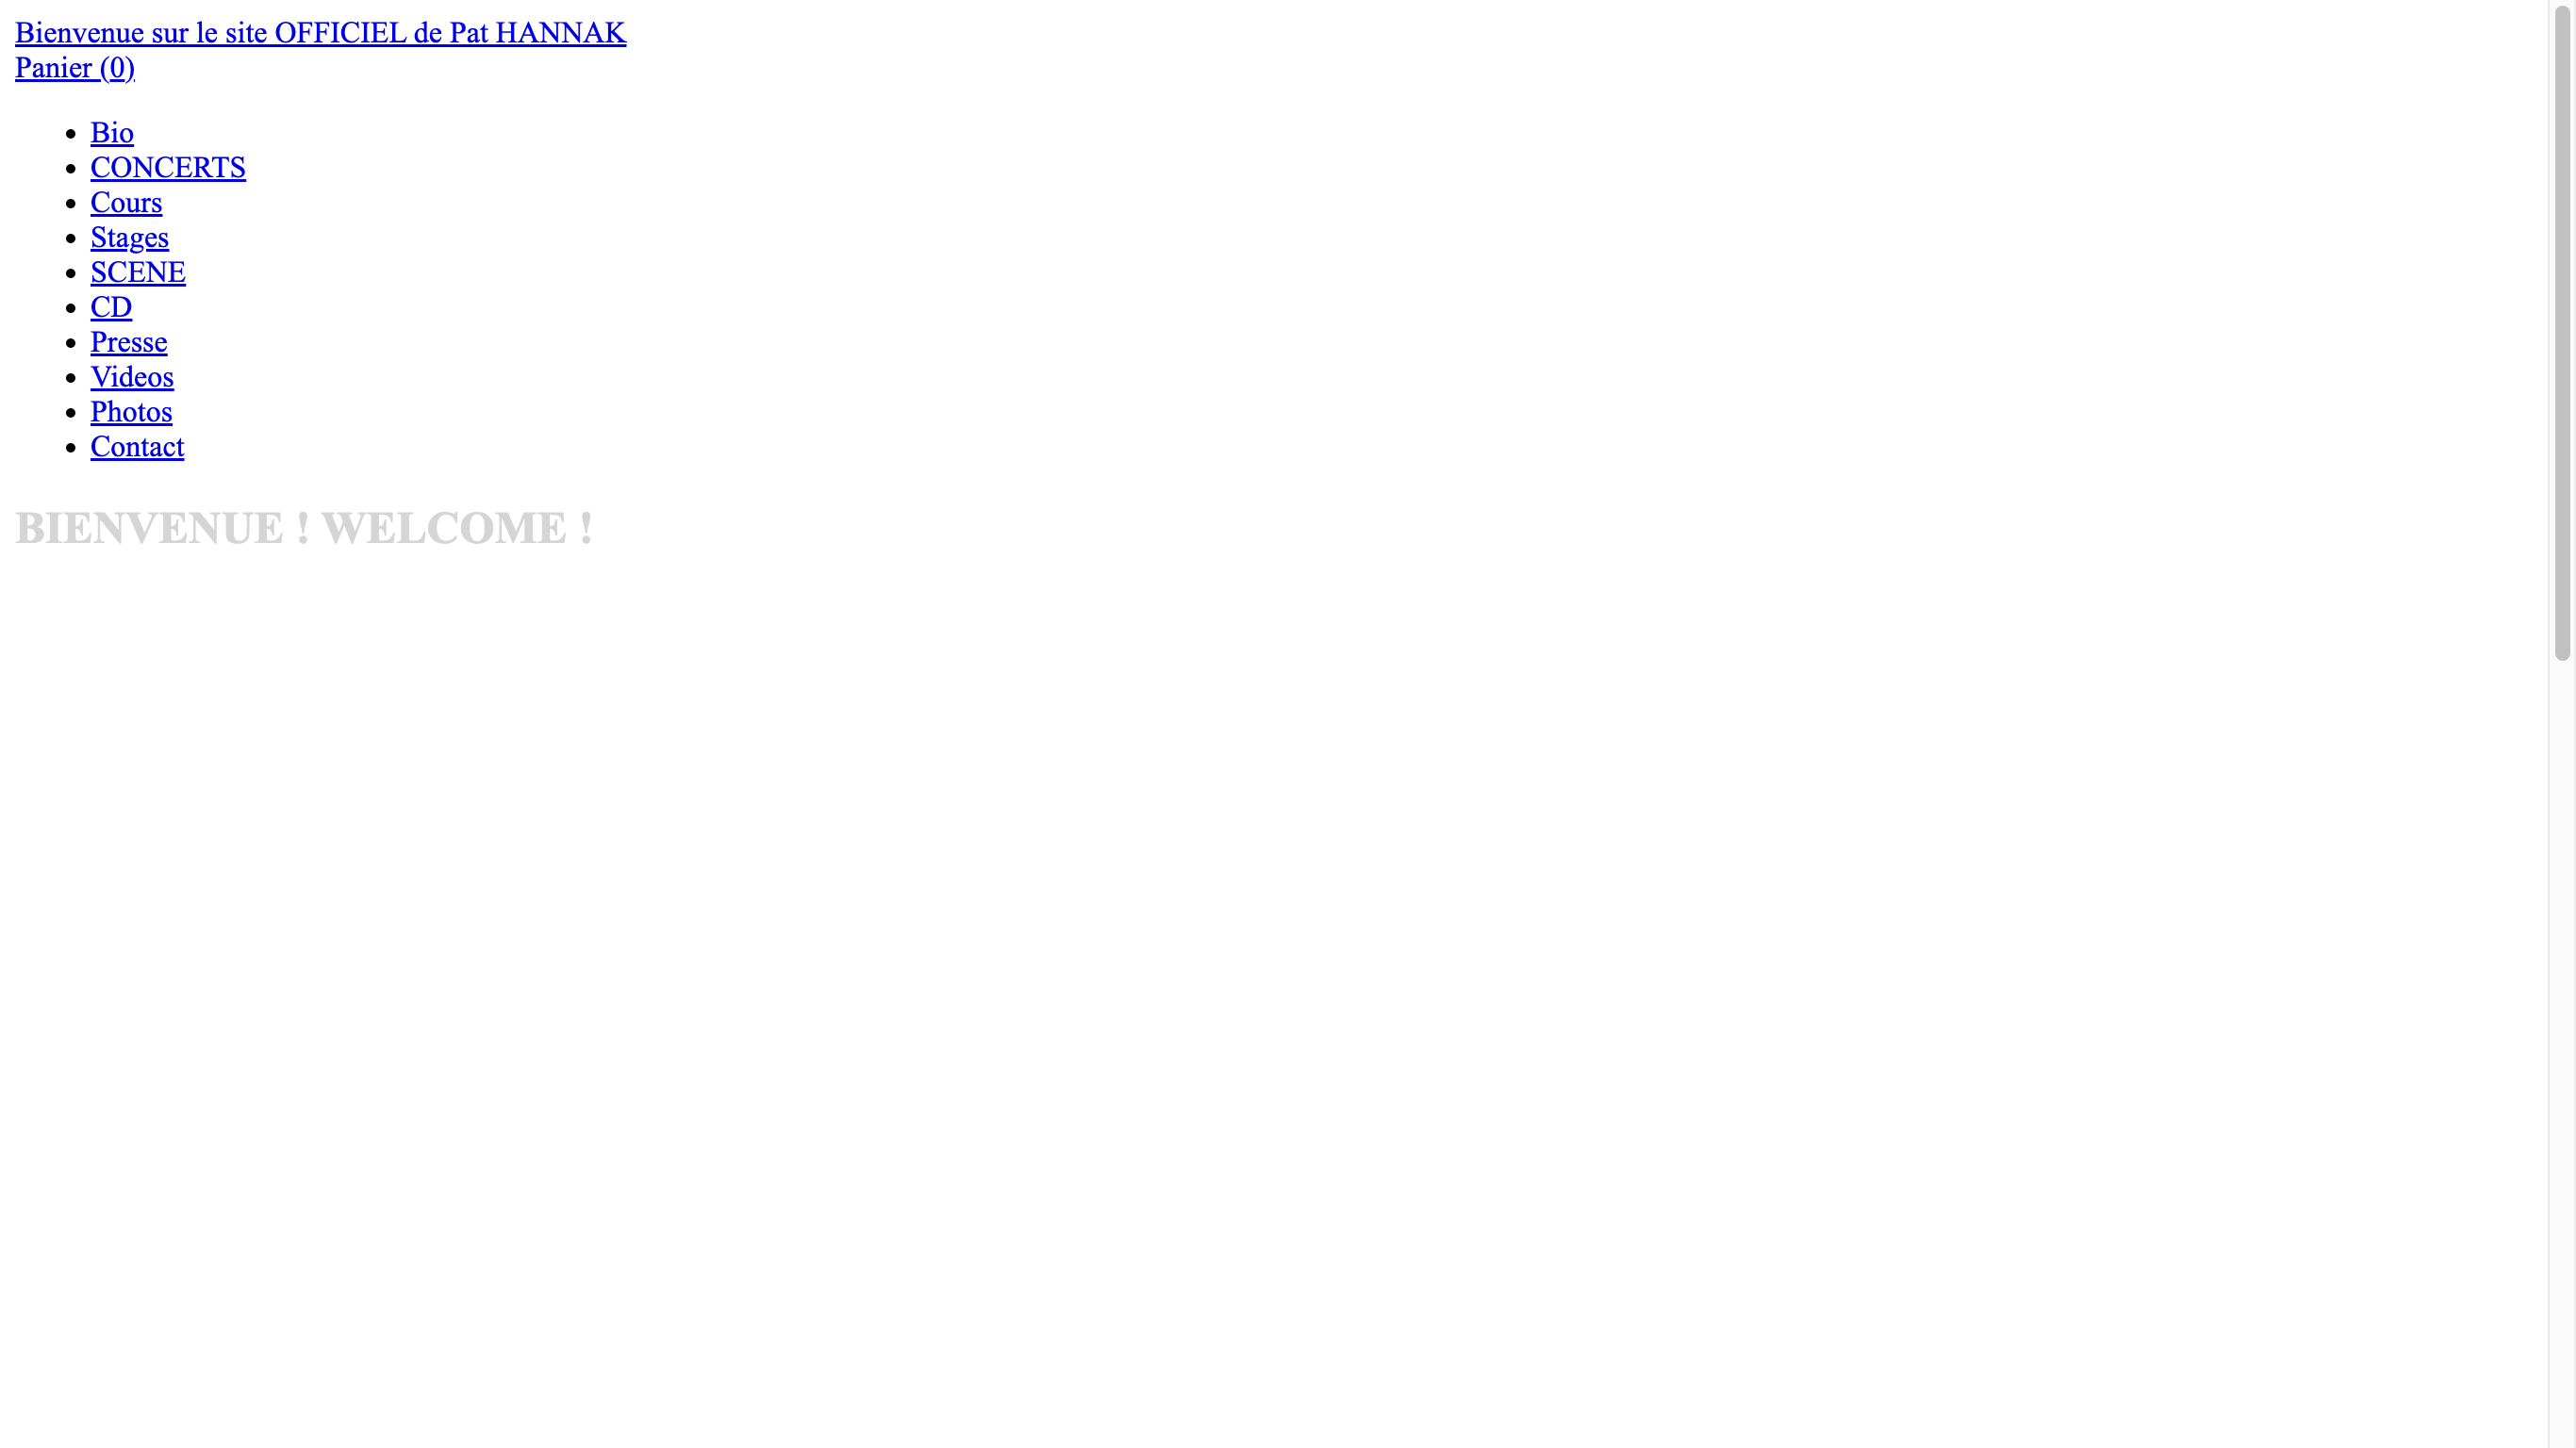 Bienvenue sur le site OFFICIEL de Pat HANNAK
Panier (0)
Bio
CONCERTS
Cours
Stages
SCENE
CD
Presse
Videos
Photos
Contact
BIENVENUE ! WELCOME !